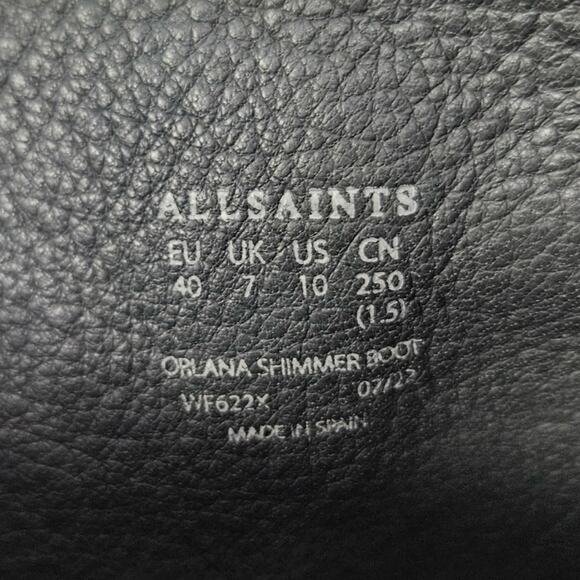 ALLSAINTS
EU UK US CN
40 7 10 250
(1.5)
ORLANA SHIMMER BOOT
WF622X 07/22
MADE IN SPAIN